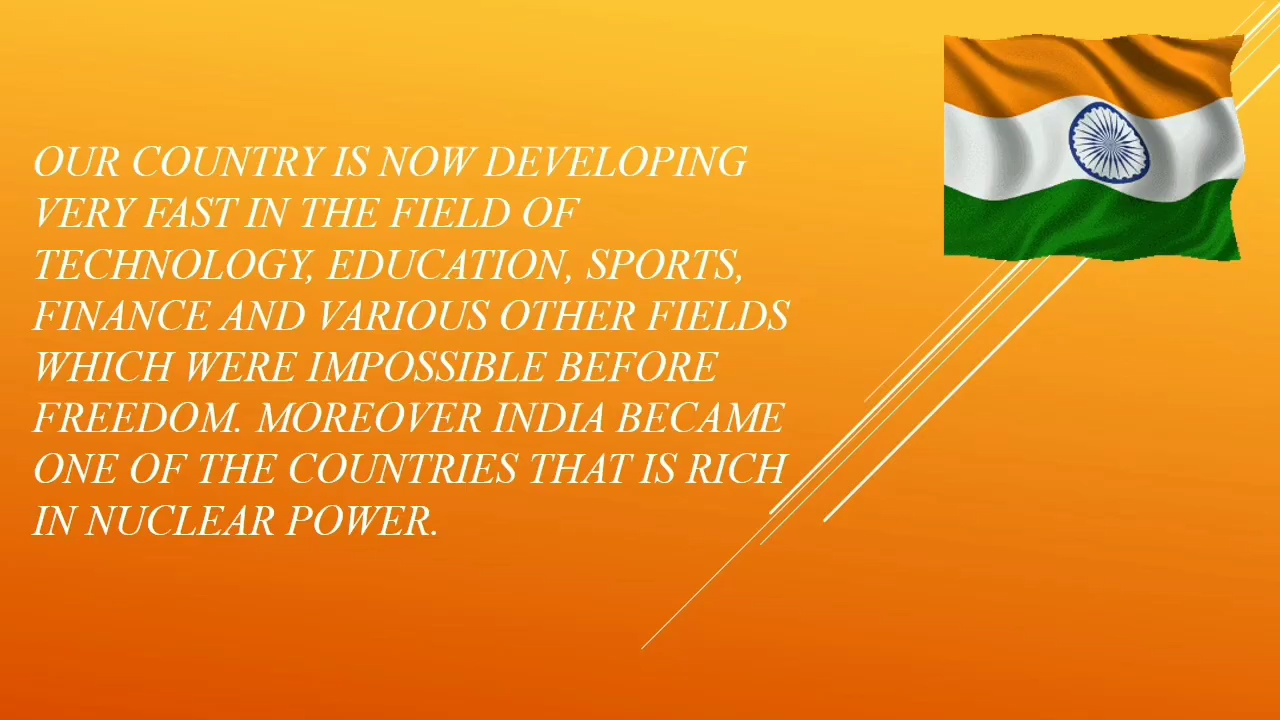 OUR COUNTRY IS NOW DEVELOPING
VERY FAST IN THE FIELD OF
TECHNOLOGY, EDUCATION, SPORTS,
FINANCE AND VARIOUS OTHER FIELDS
WHICH WERE IMPOSSIBLE BEFORE
FREEDOM. MOREOVER INDIA BECAME
ONE OF THE COUNTRIES THAT IS RICH
IN NUCLEAR POWER.